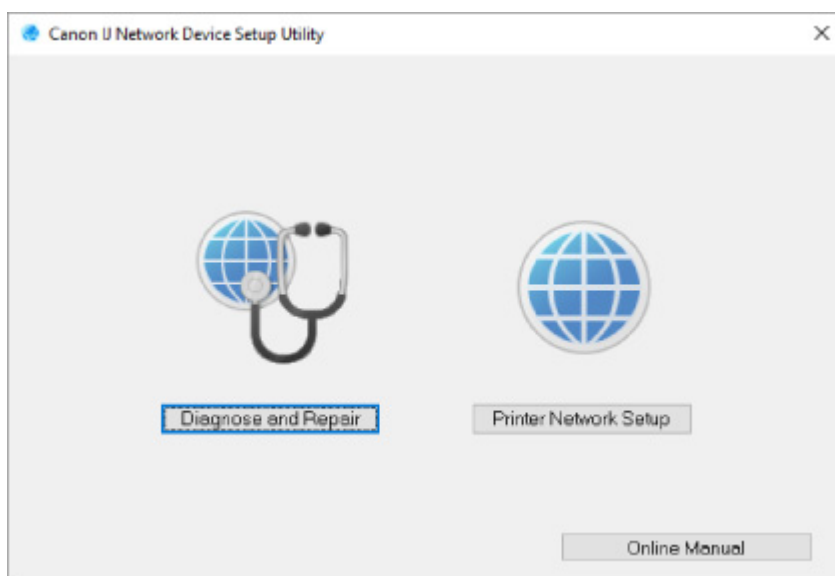 Canon IJ Network Device Setup Utility
Diagnose and Repair
Printer Network Setup
Online Manual